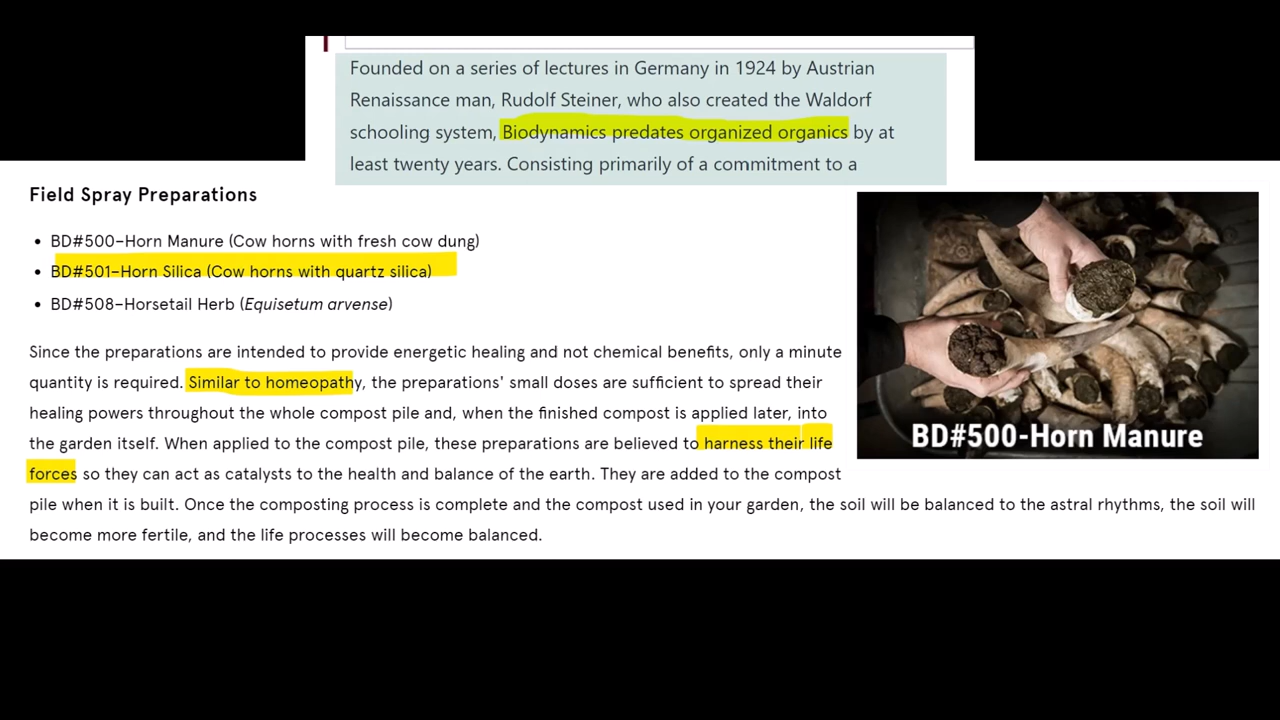 Founded on a series of lectures in Germany in 1924 by Austrian
Renaissance man, Rudolf Steiner, who also created the Waldorf
schooling system, Biodynamics predates organized organics by at
least twenty years. Consisting primarily of a commitment to a
Field Spray Preparations
• BD#500–Horn Manure (Cow horns with fresh cow dung)
• BD#501–Horn Silica (Cow horns with quartz silica)
• BD#508–Horsetail Herb (Equisetum arvense)
Since the preparations are intended to provide energetic healing and not chemical benefits, only a minute
quantity is required. Similar to homeopathy, the preparations' small doses are sufficient to spread their
healing powers throughout the whole compost pile and, when the finished compost is applied later, into
the garden itself. When applied to the compost pile, these preparations are believed to harness their life
forces so they can act as catalysts to the health and balance of the earth. They are added to the compost
pile when it is built. Once the composting process is complete and the compost used in your garden, the soil will be balanced to the astral rhythms, the soil will
become more fertile, and the life processes will become balanced.
BD#500-Horn Manure